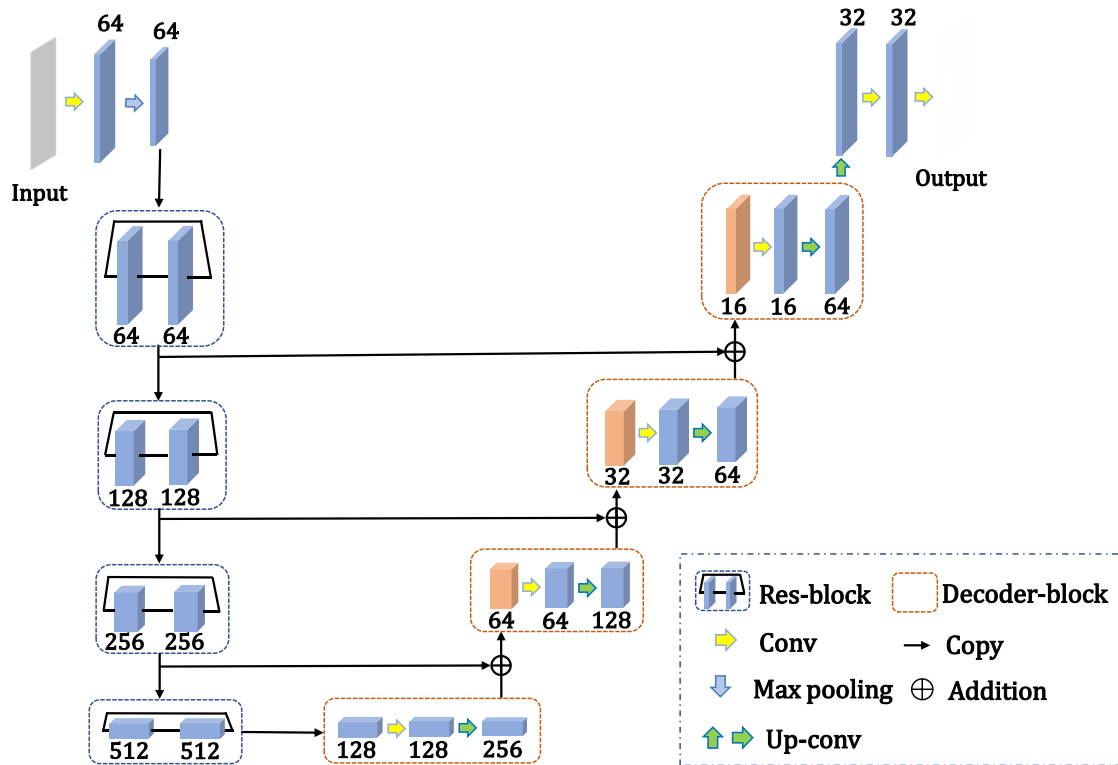 64
64
Input
64 64
128 128
256 256
512 512
128 128 256
64 64 128
32 32 64
16 16 64
32 32
Output
Res-block
Decoder-block
Conv
Copy
Max pooling
Addition
Up-conv